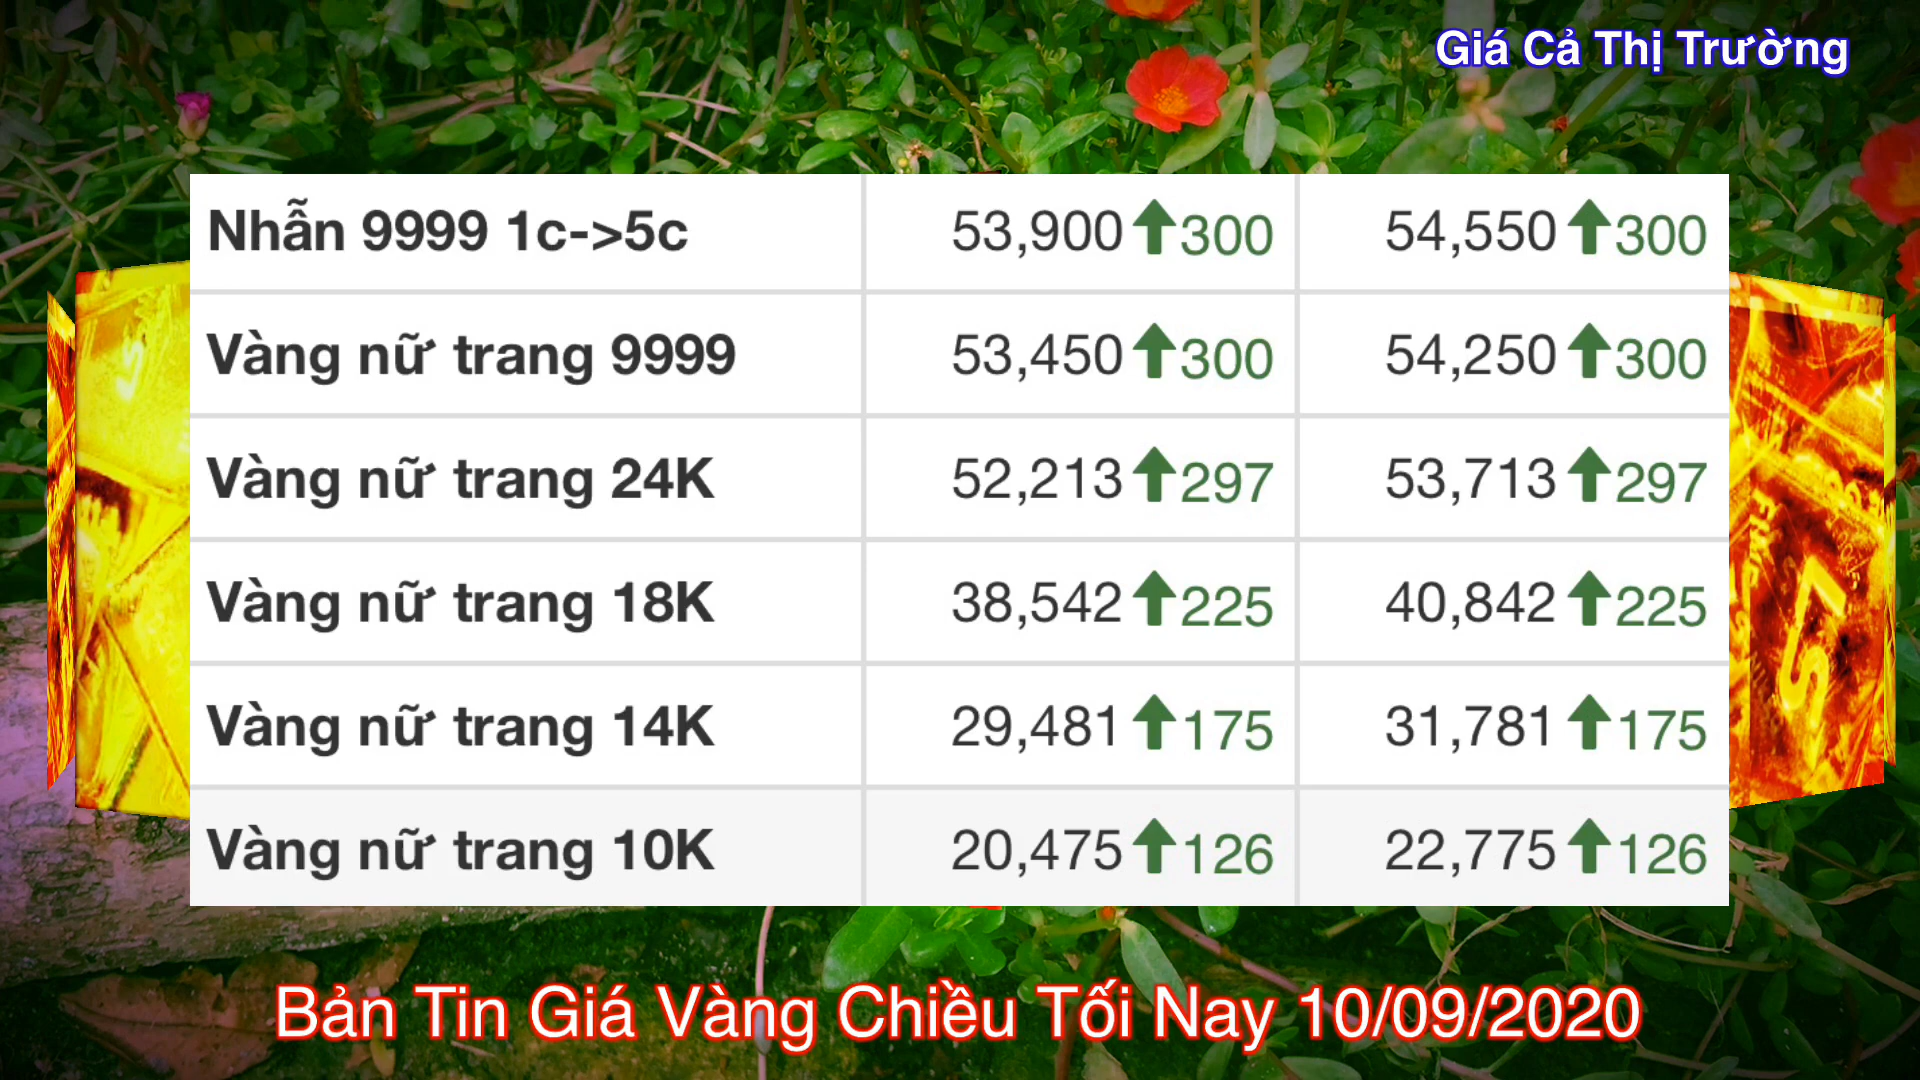 Giá Cả Thị Trường
Nhẫn 9999 1c->5c 53,900 300 54,550 300
Vàng nữ trang 9999 53,450 300 54,250 300
Vàng nữ trang 24K 52,213 297 53,713 297
Vàng nữ trang 18K 38,542 225 40,842 225
Vàng nữ trang 14K 29,481 175 31,781 175
Vàng nữ trang 10K 20,475 126 22,775 126
Bản Tin Giá Vàng Chiều Tối Nay 10/09/2020